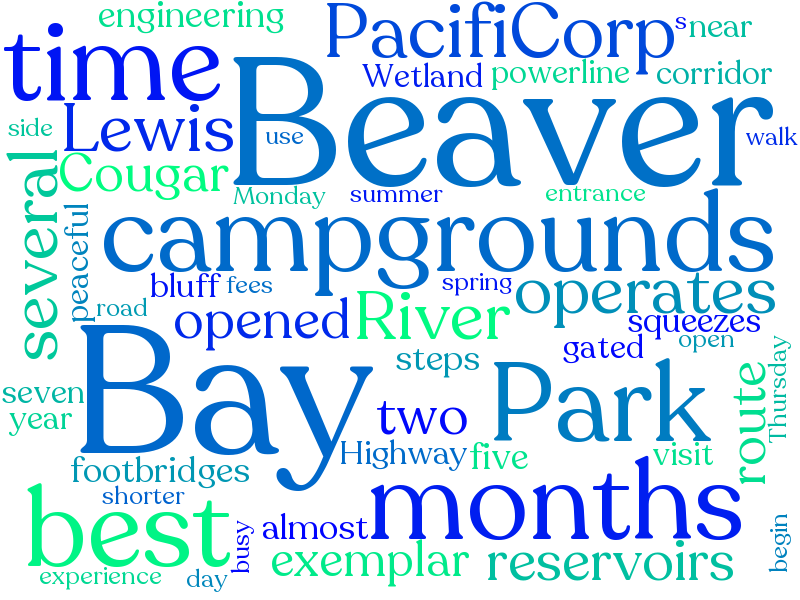 engineering
PacifiCorp
s
near
time
Beaver
Wetland
powerline
corridor
side
Lewis
use
walk
Cougar
Monday
summer
entrance
several
peaceful
campgrounds
bluff
fees
spring
operates
road
opened
River
squeezes
gated
open
steps
Thursday
seven
year
Bay
two
Park
route
Highway
five
visit
footbridges
shorter
best
months
busy
almost
begin
exemplar
reservoirs
experience
day